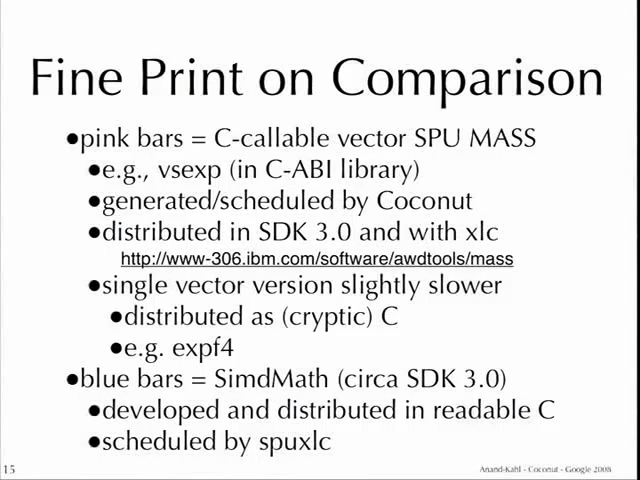 Fine Print on Comparison
•pink bars = C-callable vector SPU MASS
•e.g., vsexp (in C-ABI library)
•generated/scheduled by Coconut
•distributed in SDK 3.0 and with xlc
http://www-306.ibm.com/software/awdtools/mass
•single vector version slightly slower
•distributed as (cryptic) C
•e.g. expf4
•blue bars = SimdMath (circa SDK 3.0)
•developed and distributed in readable C
•scheduled by spuxlc
15
Anand-Kahl - Coconut - Google 2008